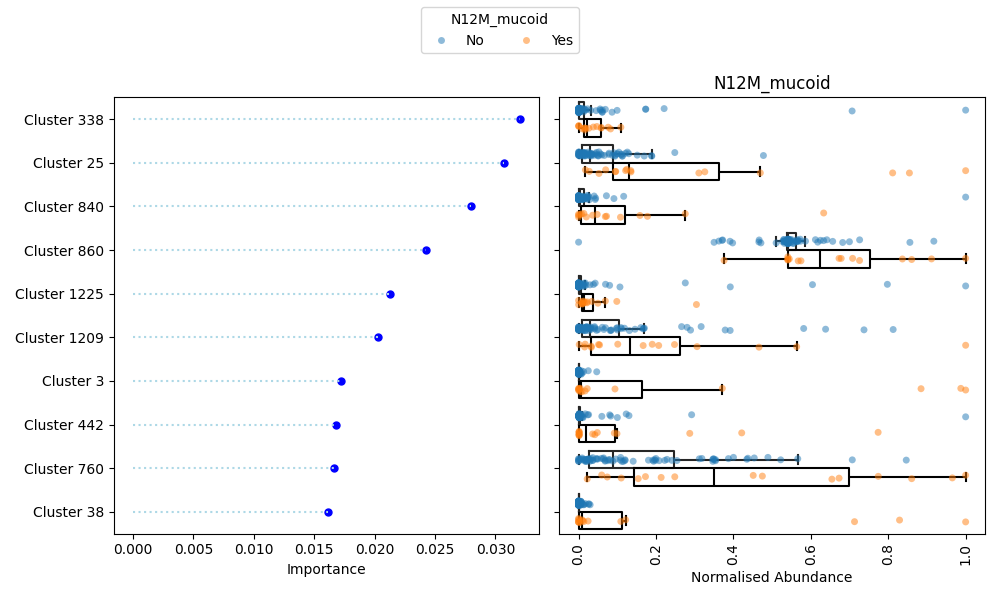 N12M_mucoid
No Yes
N12M_mucoid
Cluster 338
Cluster 25
Cluster 840
Cluster 860
Cluster 1225
Cluster 1209
Cluster 3
Cluster 442
Cluster 760
Cluster 38
0.000 0.005 0.010 0.015 0.020 0.025 0.030
Importance
0.0 0.2 0.4 0.6 0.8 1.0
Normalised Abundance